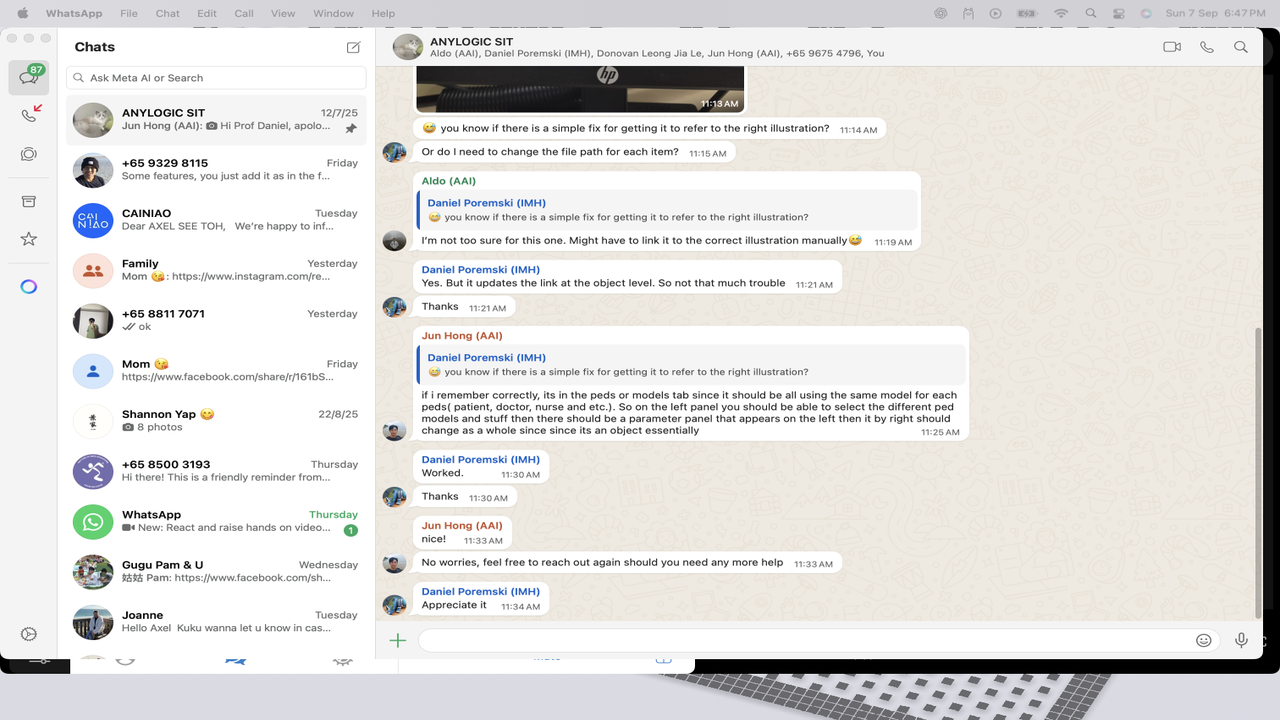 WhatsApp File Chat Edit Call View Window Help Sun 7 Sep 6:47 PM
87
Chats
Ask Meta AI or Search
ANYLOGIC SIT 12/7/25
Jun Hong (AAI): 📷 Hi Prof Daniel, apolo...
+65 9329 8115 Friday
Some features, you just add it as in the f...
CAINIAO Tuesday
CAI
NIAO
Dear AXEL SEE TOH, We're happy to inf...
Family Yesterday
Mom 😘: https://www.instagram.com/re...
+65 8811 7071 Yesterday
ok
Mom 😘 Friday
https://www.facebook.com/share/r/161bS...
Shannon Yap 😋 22/8/25
8 photos
+65 8500 3193 Thursday
Hi there! This is a friendly reminder from...
WhatsApp Thursday
New: React and raise hands on video... 1
Gugu Pam & U Wednesday
姑姑 Pam: https://www.facebook.com/sh...
Joanne Tuesday
Hello Axel Kuku wanna let u know in cas...
ANYLOGIC SIT
Aldo (AAI), Daniel Poremski (IMH), Donovan Leong Jia Le, Jun Hong (AAI), +65 9675 4796, You
hp
11:13 AM
😅 you know if there is a simple fix for getting it to refer to the right illustration? 11:14 AM
Or do I need to change the file path for each item? 11:15 AM
Aldo (AAI)
Daniel Poremski (IMH)
😅 you know if there is a simple fix for getting it to refer to the right illustration?
I'm not too sure for this one. Might have to link it to the correct illustration manually😅 11:19 AM
Daniel Poremski (IMH)
Yes. But it updates the link at the object level. So not that much trouble 11:21 AM
Thanks 11:21 AM
Jun Hong (AAI)
Daniel Poremski (IMH)
😅 you know if there is a simple fix for getting it to refer to the right illustration?
if i remember correctly, its in the peds or models tab since it should be all using the same model for each
peds( patient, doctor, nurse and etc.). So on the left panel you should be able to select the different ped
models and stuff then there should be a parameter panel that appears on the left then it by right should
change as a whole since since its an object essentially 11:25 AM
Daniel Poremski (IMH)
Worked. 11:30 AM
Thanks 11:30 AM
Jun Hong (AAI)
nice! 11:33 AM
No worries, feel free to reach out again should you need any more help 11:33 AM
Daniel Poremski (IMH)
Appreciate it 11:34 AM